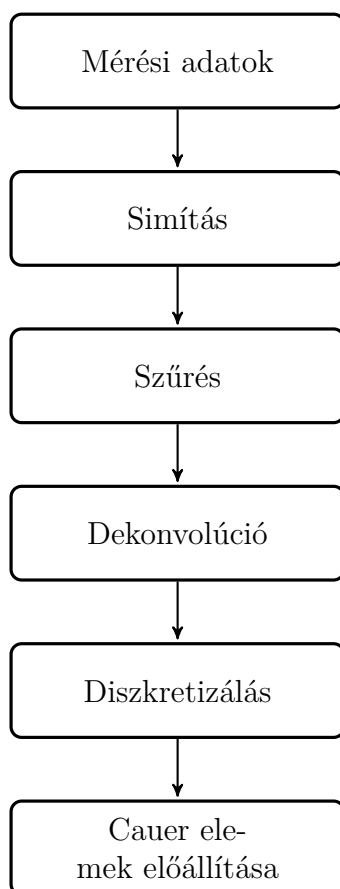 Mérési adatok
Simítás
Szűrés
Dekonvolúció
Diszkretizálás
Cauer ele-
mek előállítása